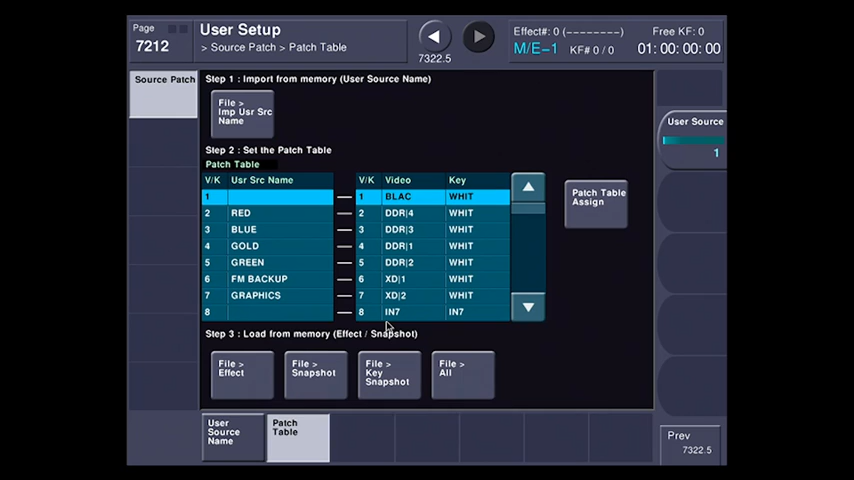 Page
7212
User Setup
> Source Patch > Patch Table
7322.5
Effect#: 0 (--------)
M/E-1 KF# 0 / 0
Free KF: 0
01: 00: 00: 00
Source Patch
Step 1 : Import from memory (User Source Name)
File >
Imp Usr Src
Name
User Source
1
Step 2 : Set the Patch Table
Patch Table
V/K Usr Src Name V/K Video Key
1 1 BLAC WHIT
2 RED 2 DDR|4 WHIT
3 BLUE 3 DDR|3 WHIT
4 GOLD 4 DDR|1 WHIT
5 GREEN 5 DDR|2 WHIT
6 FM BACKUP 6 XD|1 WHIT
7 GRAPHICS 7 XD|2 WHIT
8 8 IN7 IN7
Patch Table
Assign
Step 3 : Load from memory (Effect / Snapshot)
File >
Effect
File >
Snapshot
File >
Key
Snapshot
File >
All
User
Source
Name
Patch
Table
Prev
7322.5